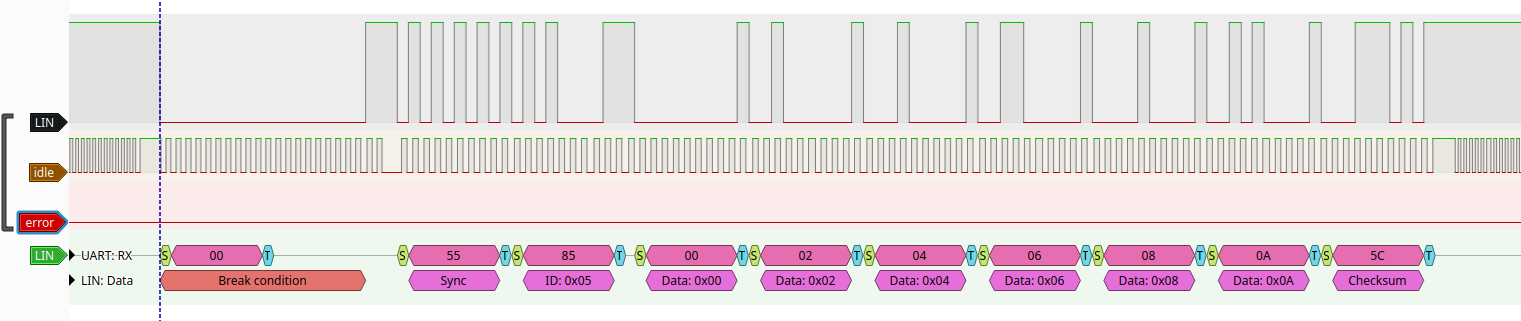 LIN
idle
error
LIN UART: RX S 00 T S 55 T S 85 T S 00 T S 02 T S 04 T S 06 T S 08 T S 0A T S 5C T
LIN: Data Break condition Sync ID: 0x05 Data: 0x00 Data: 0x02 Data: 0x04 Data: 0x06 Data: 0x08 Data: 0x0A Checksum